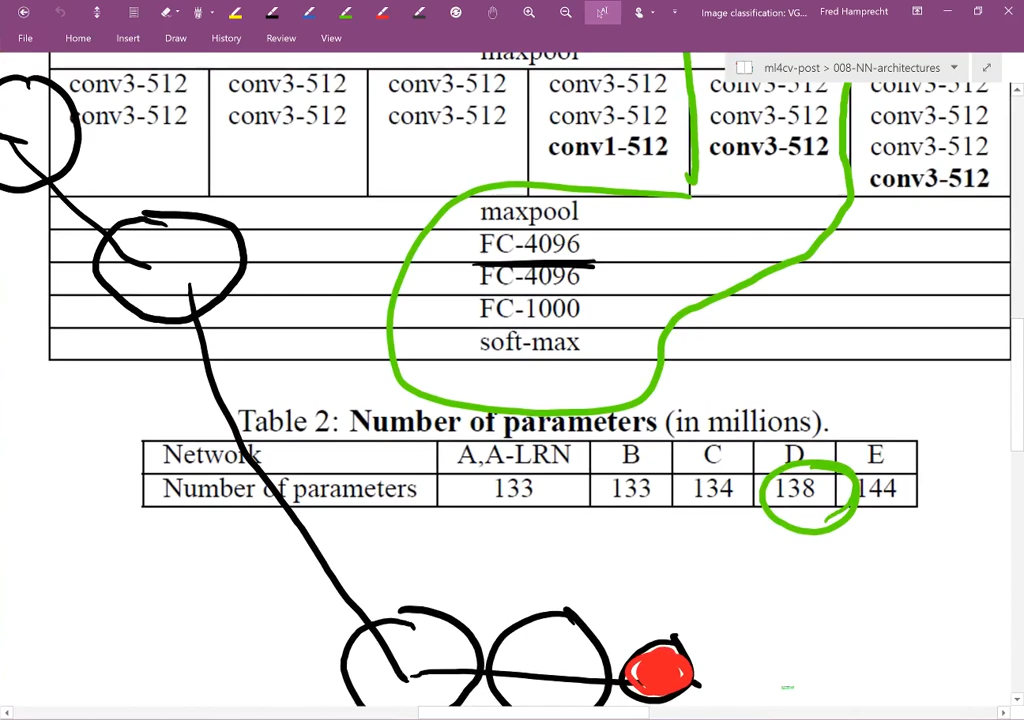 Image classification: VG... Fred Hamprecht
File Home Insert Draw History Review View
ml4cv-post > 008-NN-architectures
maxpool
conv3-512 conv3-512 conv3-512 conv3-512 conv3-512 conv3-512
conv3-512 conv3-512 conv3-512 conv3-512 conv3-512 conv3-512
conv1-512 conv3-512 conv3-512
conv3-512
maxpool
FC-4096
FC-4096
FC-1000
soft-max
Table 2: Number of parameters (in millions).
Network A,A-LRN B C D E
Number of parameters 133 133 134 138 144